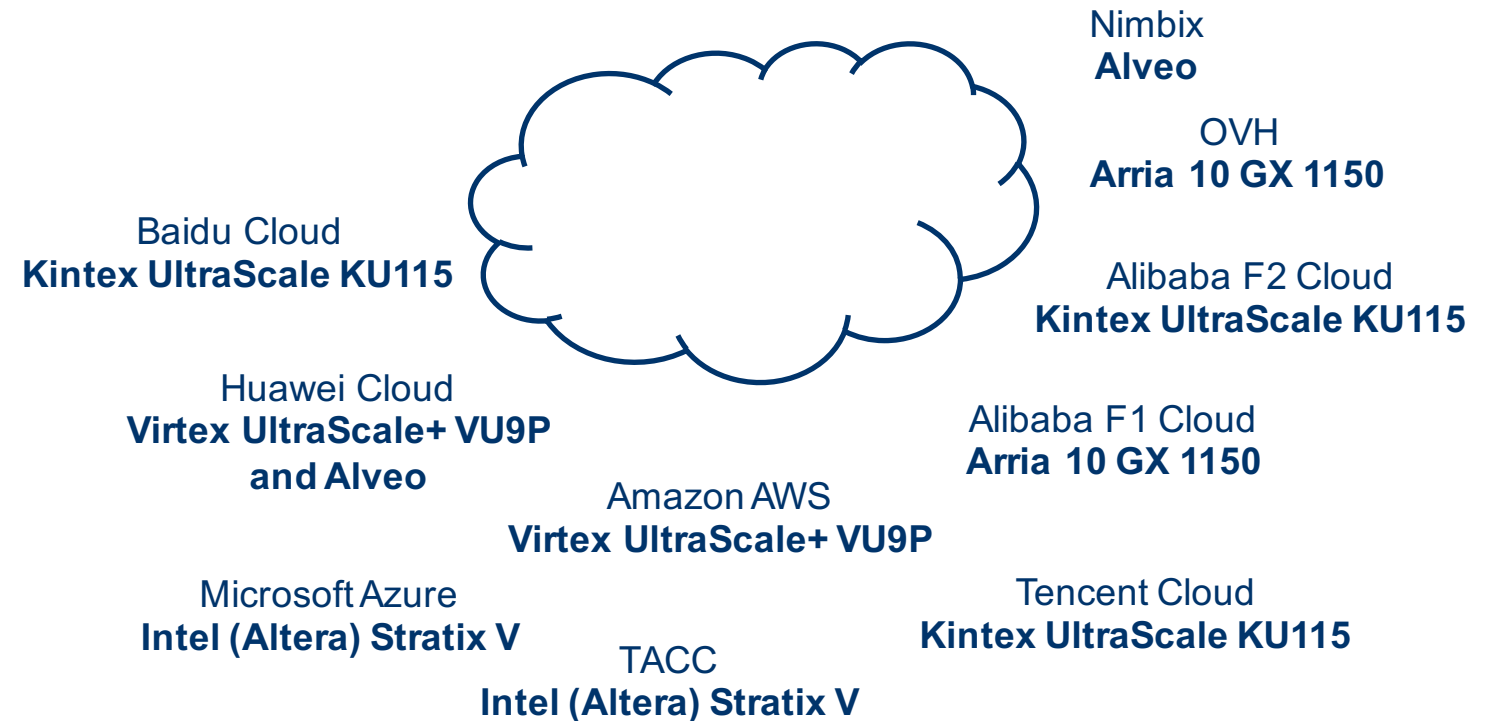 Nimbix
Alveo
OVH
Arria 10 GX 1150
Baidu Cloud
Kintex UltraScale KU115
Alibaba F2 Cloud
Kintex UltraScale KU115
Huawei Cloud
Virtex UltraScale+ VU9P
and Alveo
Alibaba F1 Cloud
Arria 10 GX 1150
Amazon AWS
Virtex UltraScale+ VU9P
Microsoft Azure
Intel (Altera) Stratix V
Tencent Cloud
Kintex UltraScale KU115
TACC
Intel (Altera) Stratix V